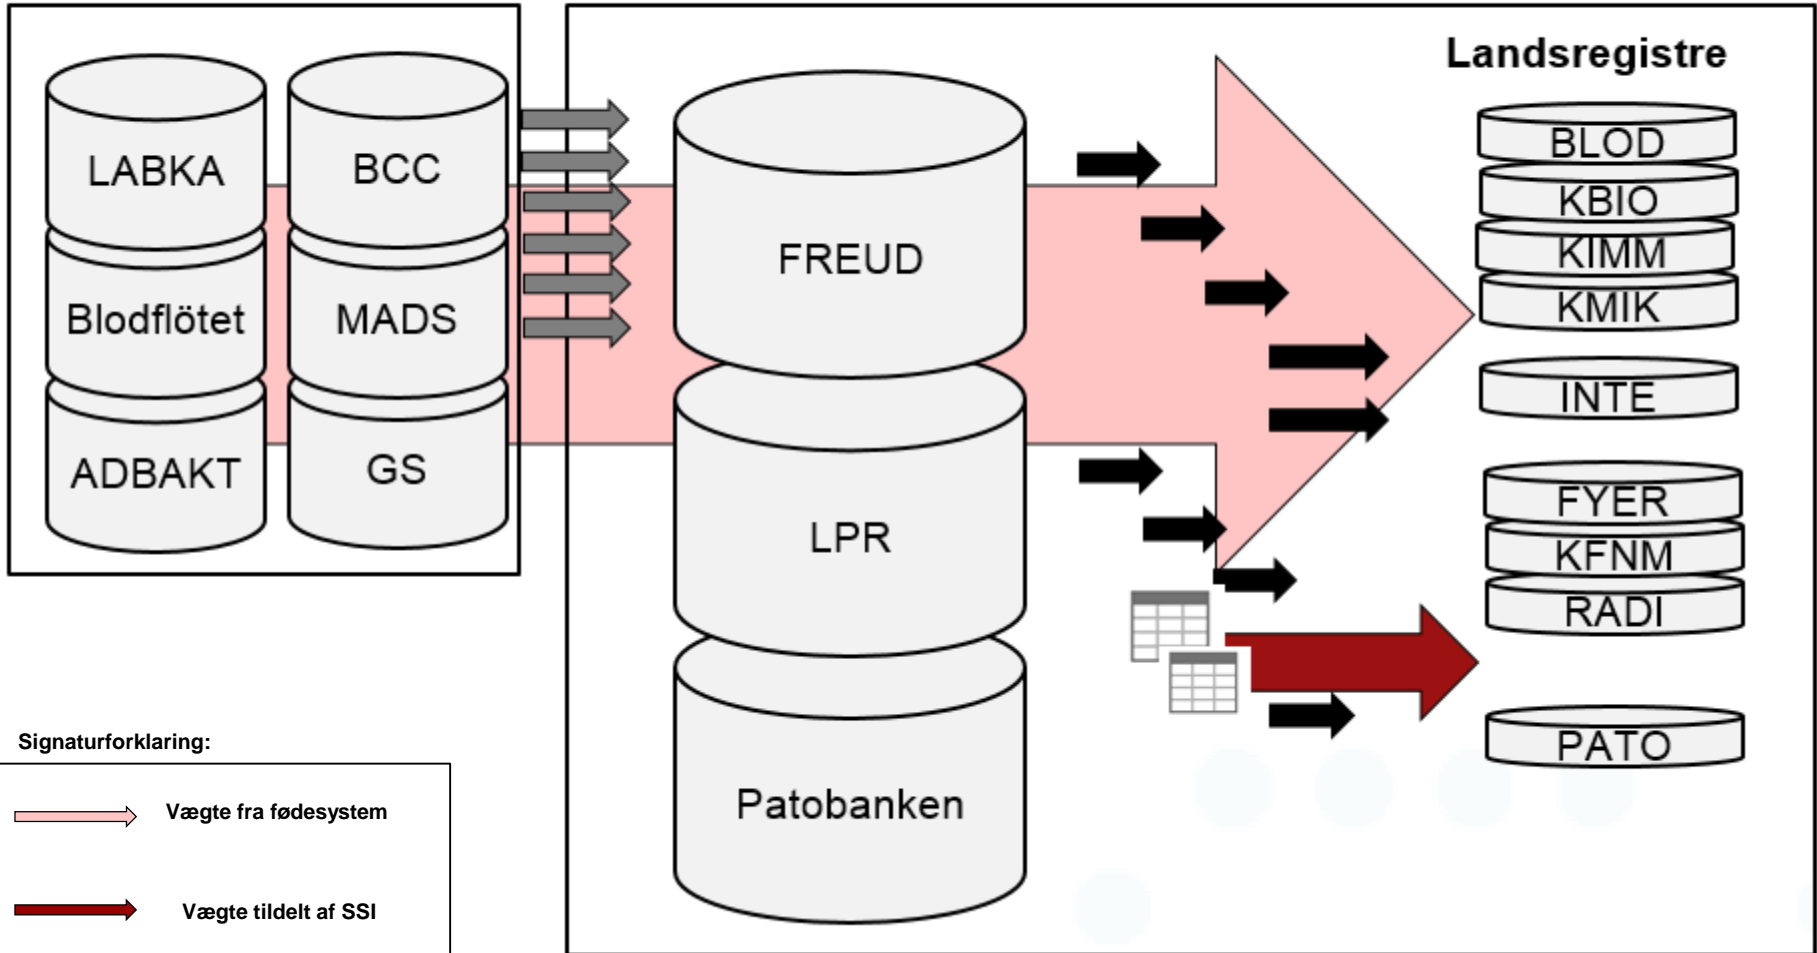 LABKA
BCC
Blodflötet
MADS
ADBAKT
GS
FREUD
LPR
Patobanken
Landsregistre
BLOD
KBIO
KIMM
KMIK
INTE
FYER
KFNM
RADI
PATO
Signaturforklaring:
Vægte fra fødesystem
Vægte tildelt af SSI